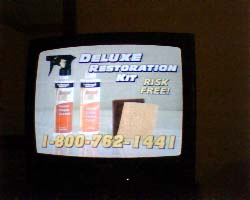 DELUXE
RESTORATION
KIT
RISK
FREE!
1-800-762-1441